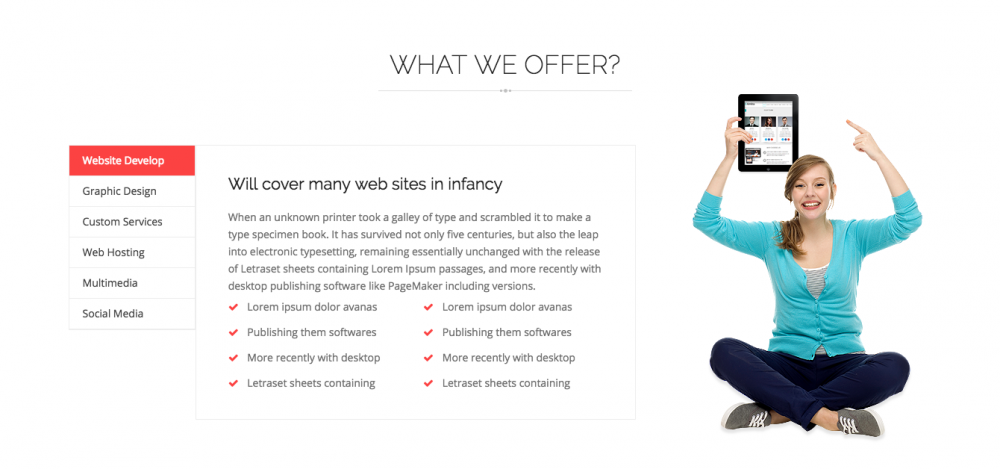 WHAT WE OFFER?
Website Develop
Graphic Design
Custom Services
Web Hosting
Multimedia
Social Media
Will cover many web sites in infancy
When an unknown printer took a galley of type and scrambled it to make a
type specimen book. It has survived not only five centuries, but also the leap
into electronic typesetting, remaining essentially unchanged with the release
of Letraset sheets containing Lorem Ipsum passages, and more recently with
desktop publishing software like PageMaker including versions.
Lorem ipsum dolor avanas
Lorem ipsum dolor avanas
Publishing them softwares
Publishing them softwares
More recently with desktop
More recently with desktop
Letraset sheets containing
Letraset sheets containing